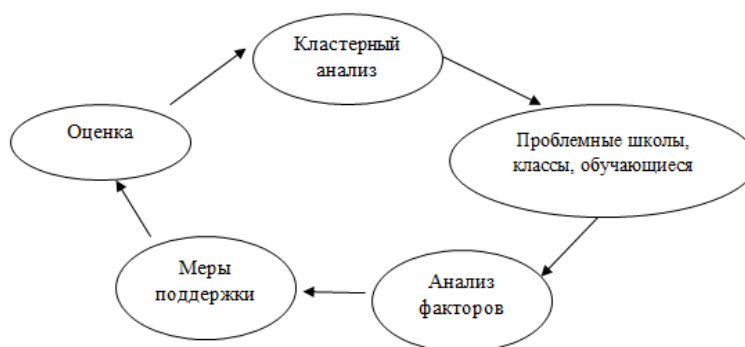 Кластерный
анализ
Проблемные школы,
классы, обучающиеся
Анализ
факторов
Меры
поддержки
Оценка